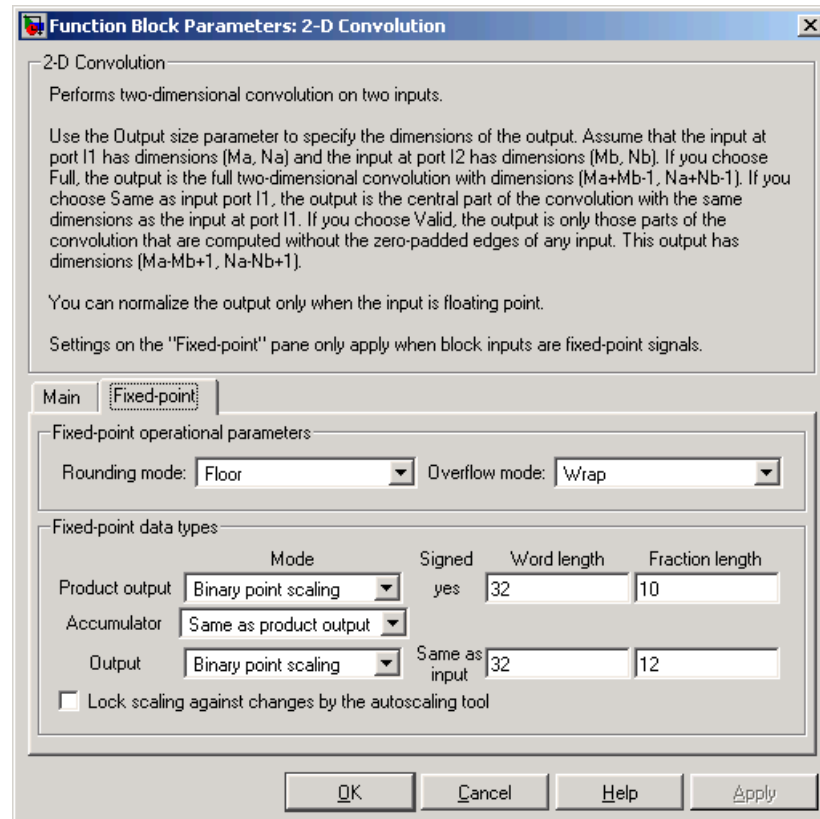 Function Block Parameters: 2-D Convolution
2-D Convolution
Performs two-dimensional convolution on two inputs.
Use the Output size parameter to specify the dimensions of the output. Assume that the input at
port I1 has dimensions (Ma, Na) and the input at port I2 has dimensions (Mb, Nb). If you choose
Full, the output is the full two-dimensional convolution with dimensions (Ma+Mb-1, Na+Nb-1). If you
choose Same as input port I1, the output is the central part of the convolution with the same
dimensions as the input at port I1. If you choose Valid, the output is only those parts of the
convolution that are computed without the zero-padded edges of any input. This output has
dimensions (Ma-Mb+1, Na-Nb+1).
You can normalize the output only when the input is floating point.
Settings on the "Fixed-point" pane only apply when block inputs are fixed-point signals.
Main Fixed-point
Fixed-point operational parameters
Rounding mode: Floor Overflow mode: Wrap
Fixed-point data types
Mode Signed Word length Fraction length
Product output Binary point scaling yes 32 10
Accumulator Same as product output
Output Binary point scaling Same as input 32 12
Lock scaling against changes by the autoscaling tool
OK Cancel Help Apply